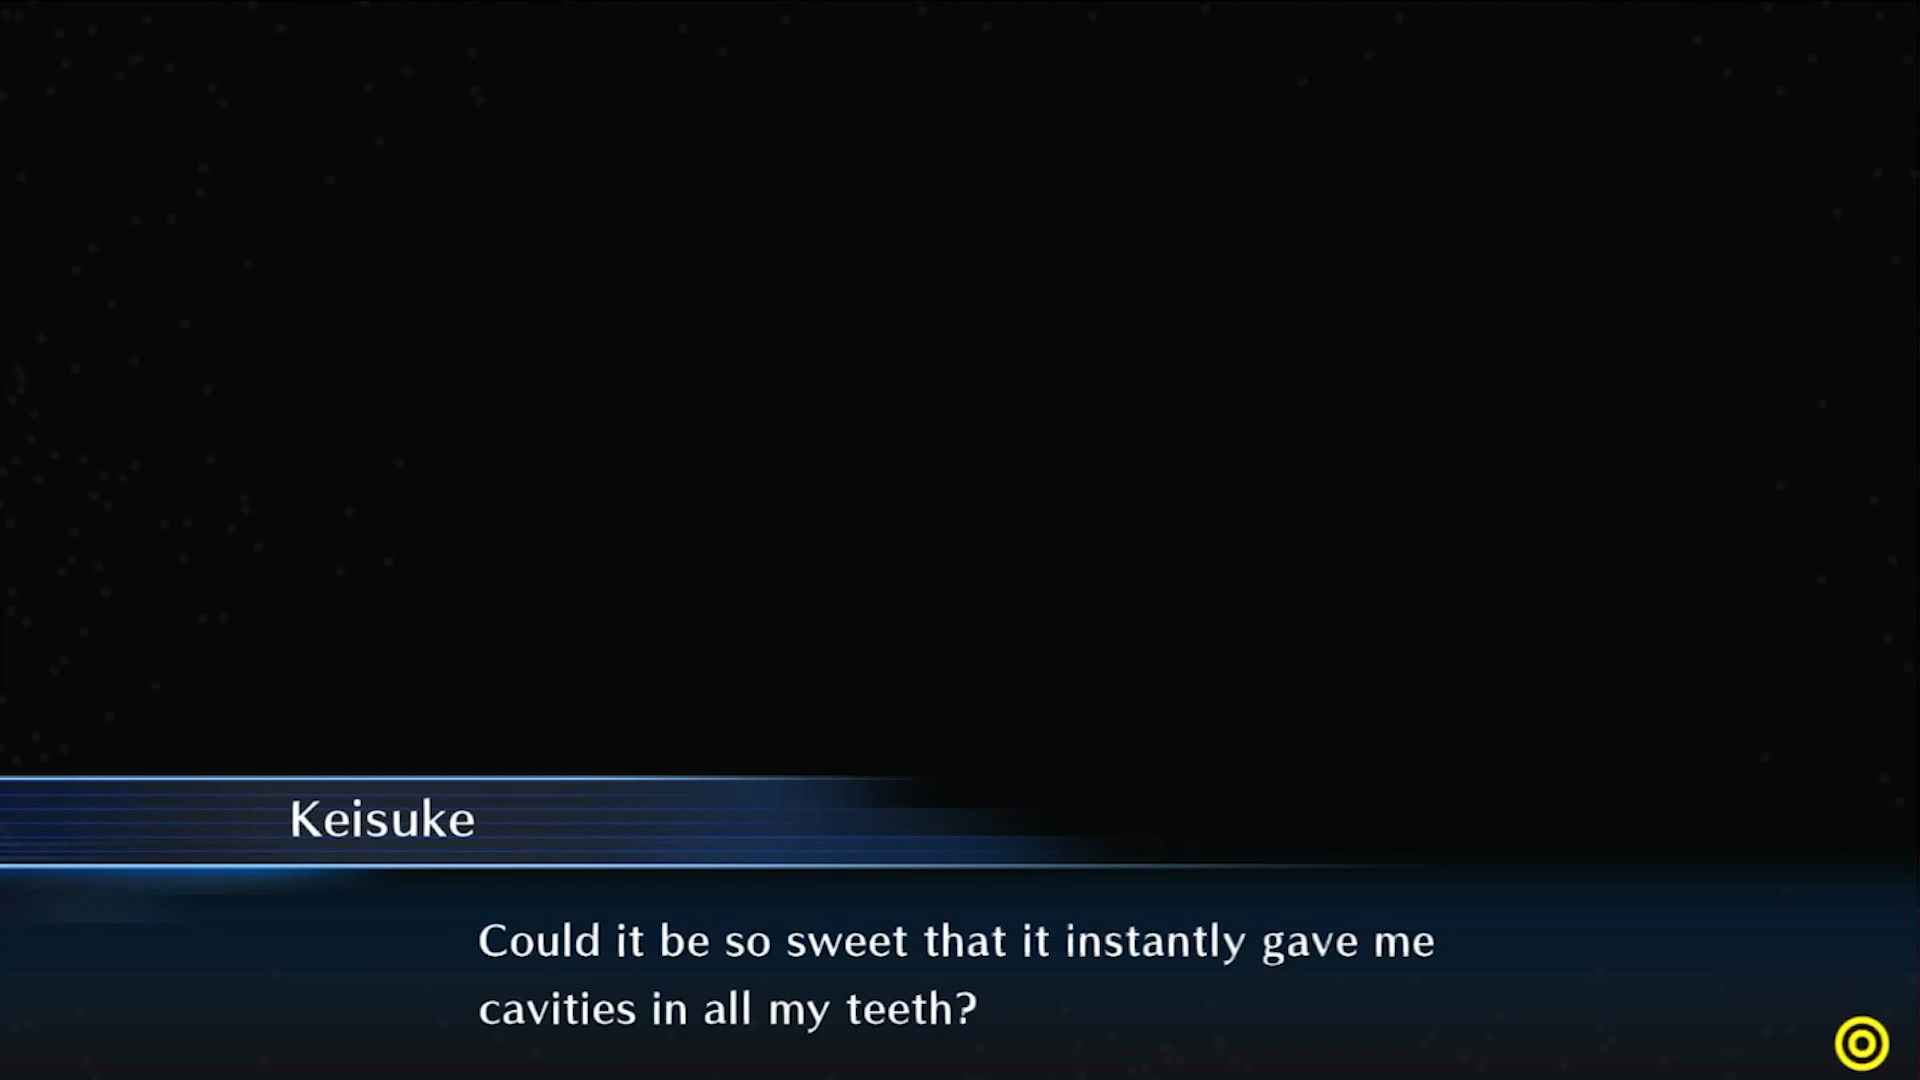 Keisuke
Could it be so sweet that it instantly gave me
cavities in all my teeth?